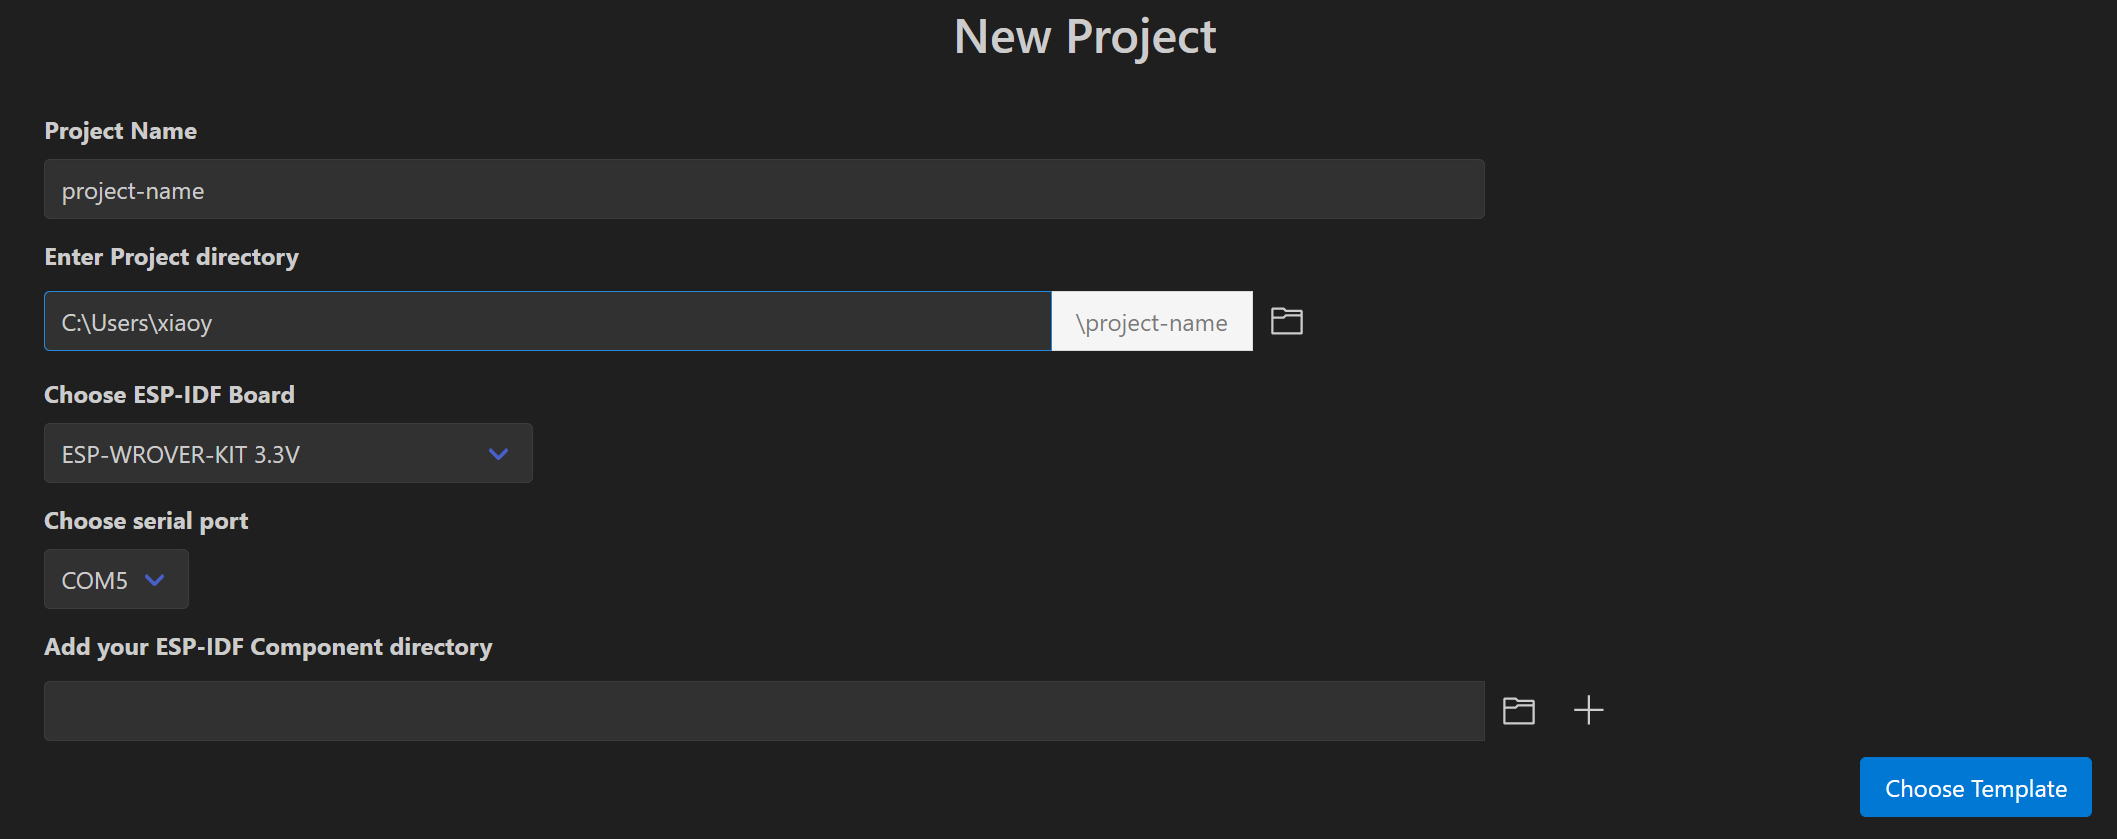 New Project
Project Name
project-name
Enter Project directory
C:\Users\xiaoy \project-name
Choose ESP-IDF Board
ESP-WROVER-KIT 3.3V
Choose serial port
COM5
Add your ESP-IDF Component directory
Choose Template